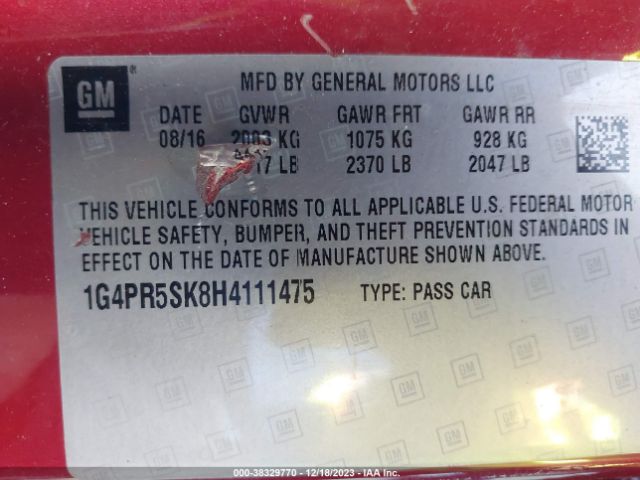 GM ® MFD BY GENERAL MOTORS LLC
DATE GVWR GAWR FRT GAWR RR
08/16 2003 KG 1075 KG 928 KG
LB 2370 LB 2047 LB
THIS VEHICLE CONFORMS TO ALL APPLICABLE U.S. FEDERAL MOTOR
VEHICLE SAFETY, BUMPER, AND THEFT PREVENTION STANDARDS IN
EFFECT ON THE DATE OF MANUFACTURE SHOWN ABOVE.
1G4PR5SK8H4111475 TYPE: PASS CAR
000-38329770 - 12/18/2023 - IAA Inc.